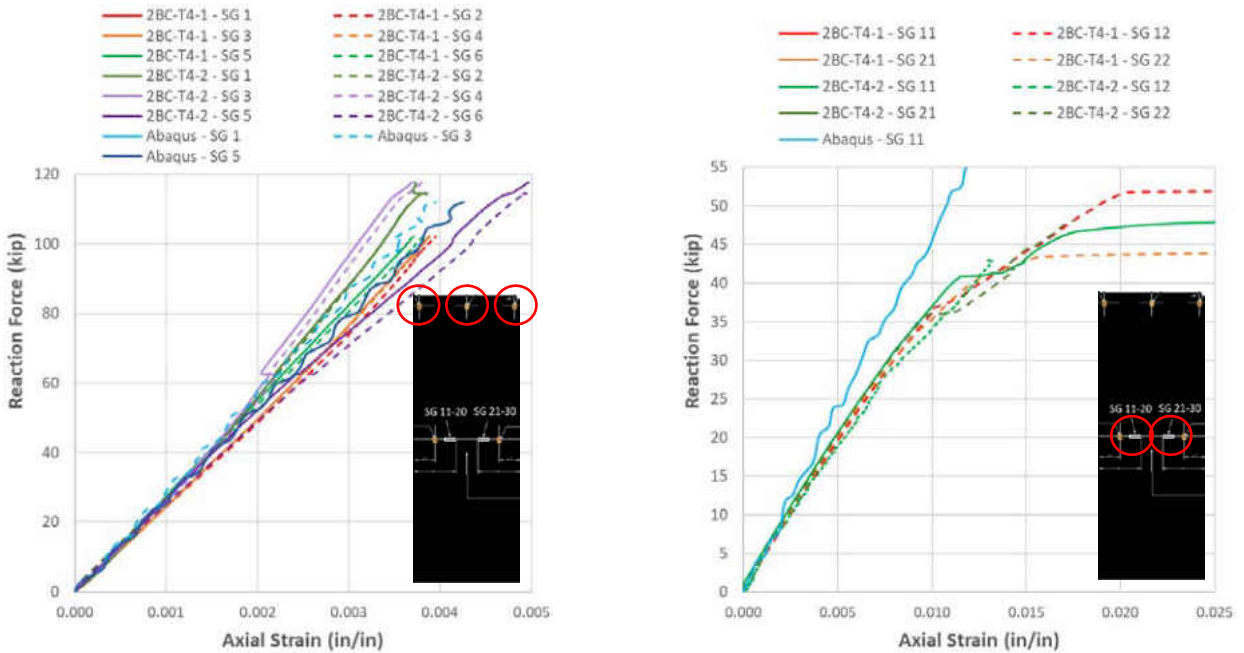 2BC-T4-1 - SG 1
2BC-T4-1 - SG 2
2BC-T4-1 - SG 3
2BC-T4-1 - SG 4
2BC-T4-1 - SG 5
2BC-T4-1 - SG 6
2BC-T4-2 - SG 1
2BC-T4-2 - SG 2
2BC-T4-2 - SG 3
2BC-T4-2 - SG 4
2BC-T4-2 - SG 5
2BC-T4-2 - SG 6
Abaqus - SG 1
Abaqus - SG 3
Abaqus - SG 5
Reaction Force (kip)
120
100
80
60
40
20
0
SG 11-20 SG 21-30
0.000 0.001 0.002 0.003 0.004 0.005
Axial Strain (in/in)
2BC-T4-1 - SG 11
2BC-T4-1 - SG 12
2BC-T4-1 - SG 21
2BC-T4-1 - SG 22
2BC-T4-2 - SG 11
2BC-T4-2 - SG 12
2BC-T4-2 - SG 21
2BC-T4-2 - SG 22
Abaqus - SG 11
Reaction Force (kip)
55
50
45
40
35
30
25
20
15
10
5
0
SG 11-20 SG 21-30
0.000 0.005 0.010 0.015 0.020 0.025
Axial Strain (in/in)